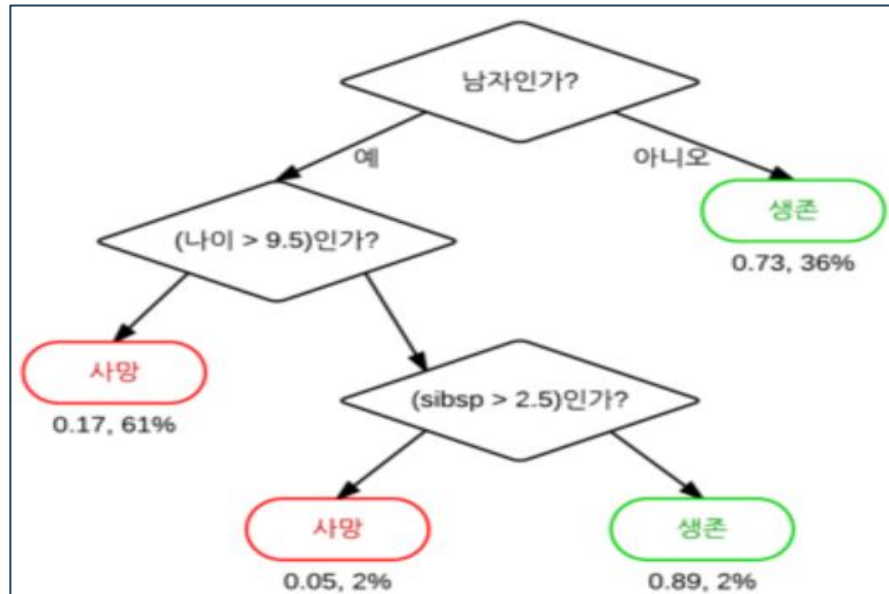 남자인가?
예
아니오
생존
0.73, 36%
(나이 > 9.5)인가?
사망
0.17, 61%
(sibsp > 2.5)인가?
사망
0.05, 2%
생존
0.89, 2%